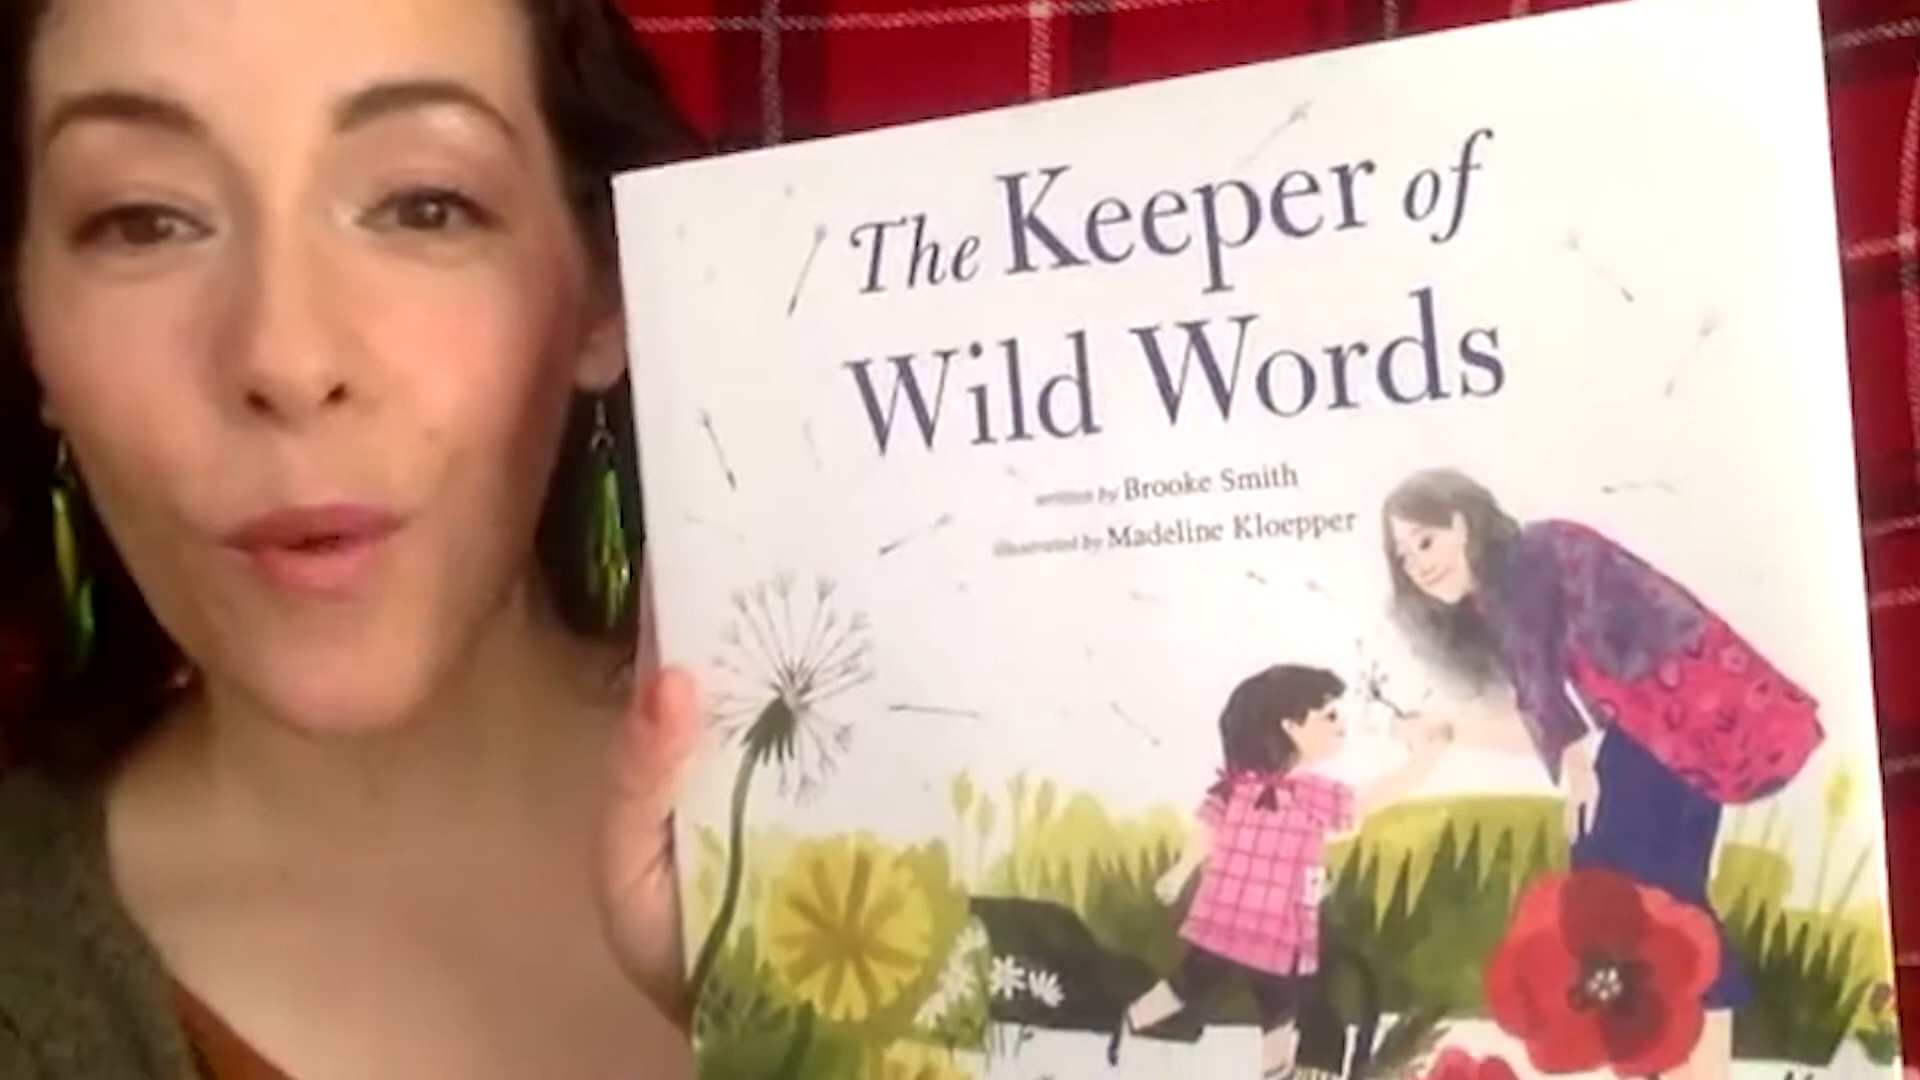 The Keeper of
Wild Words
written by Brooke Smith
illustrated by Madeline Kloepper